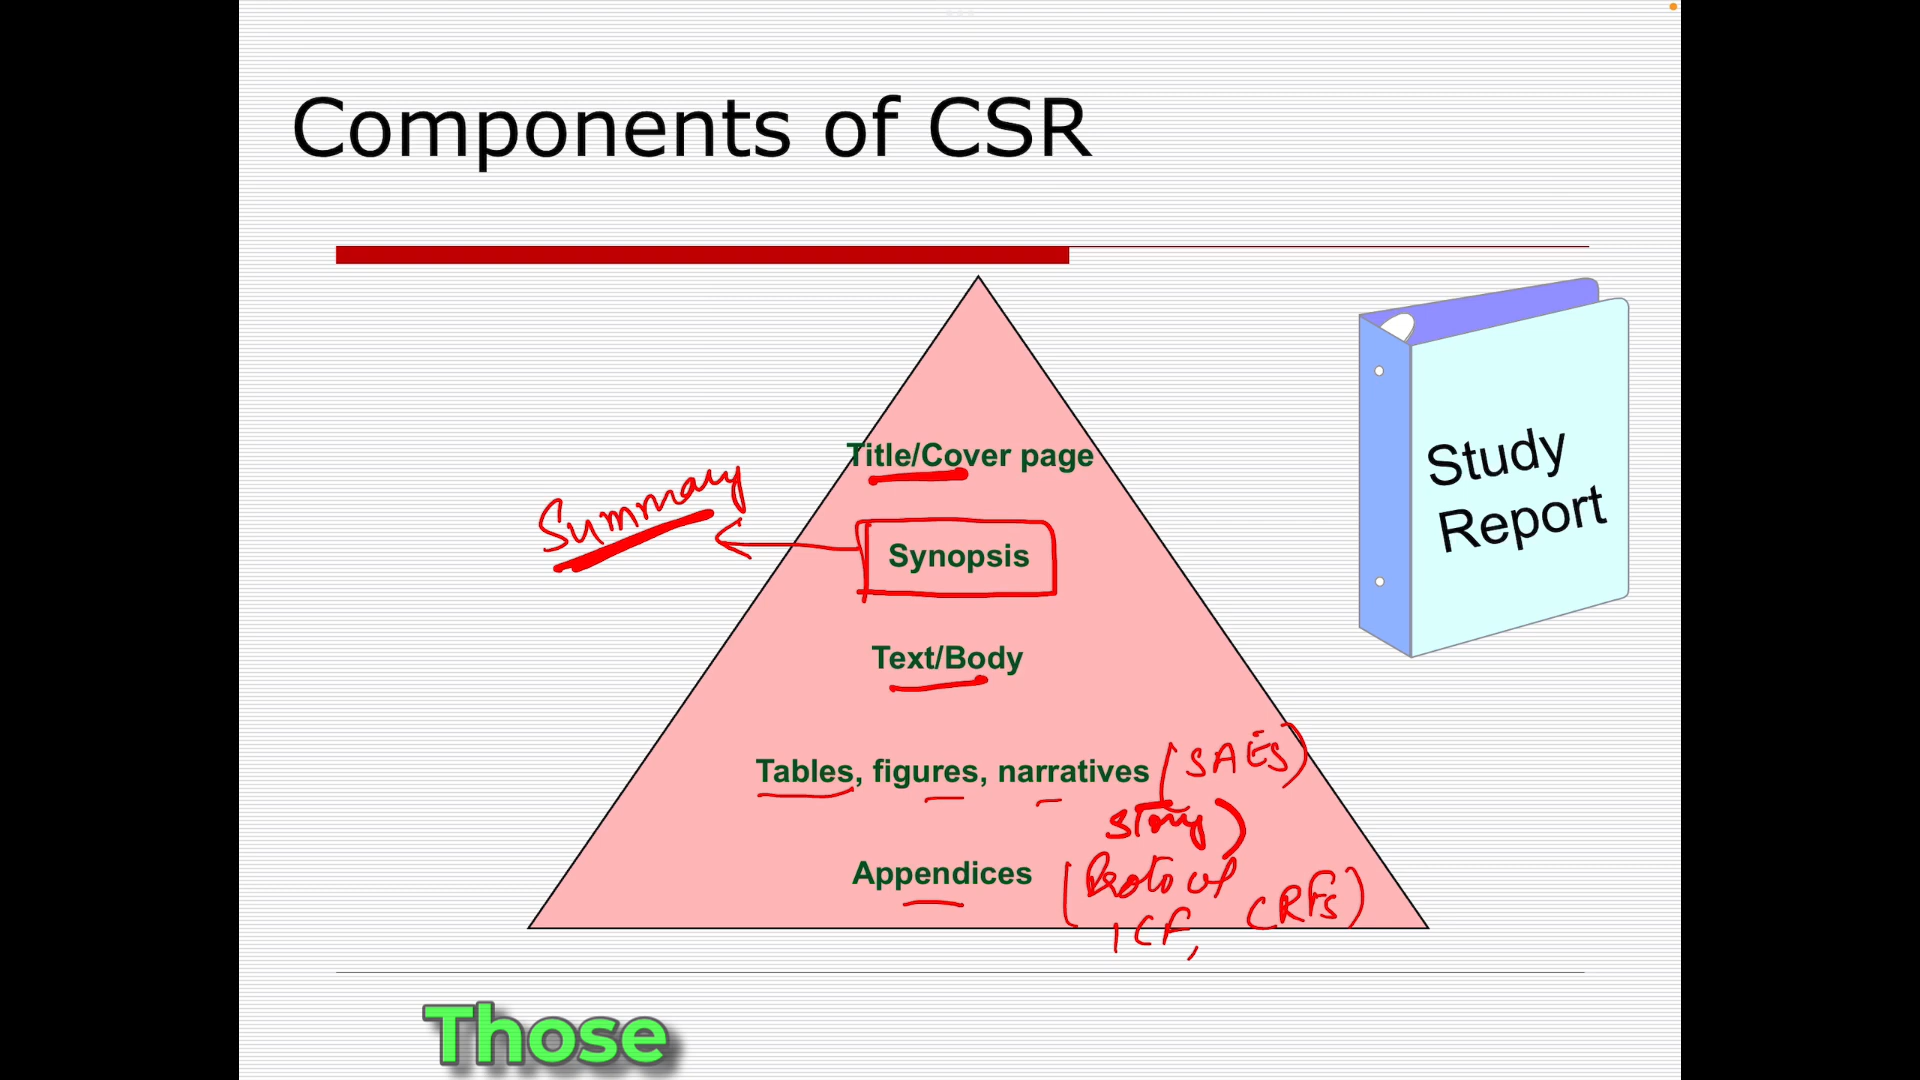 Components of CSR
Title/Cover page
Summary
Synopsis
Study
Report
Text/Body
Tables, figures, narratives (SAEs)
Story)
Appendices (Protocol
ICF, CRFs)
Those